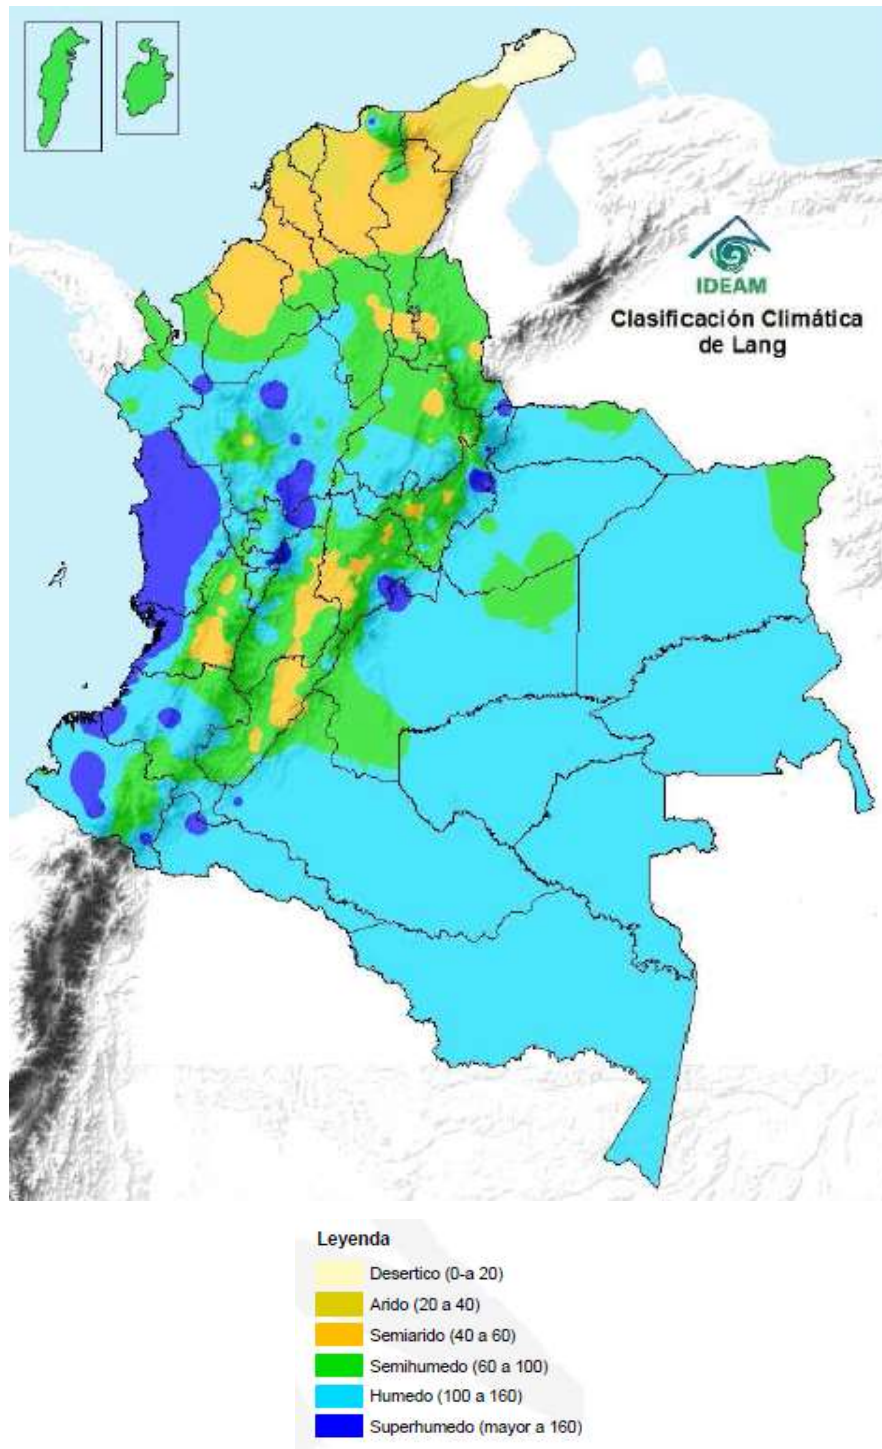 IDEAM
Clasificación Climática
de Lang
Leyenda
Desertico (0-a 20)
Arido (20 a 40)
Semiarido (40 a 60)
Semihumedo (60 a 100)
Humedo (100 a 160)
Superhumedo (mayor a 160)